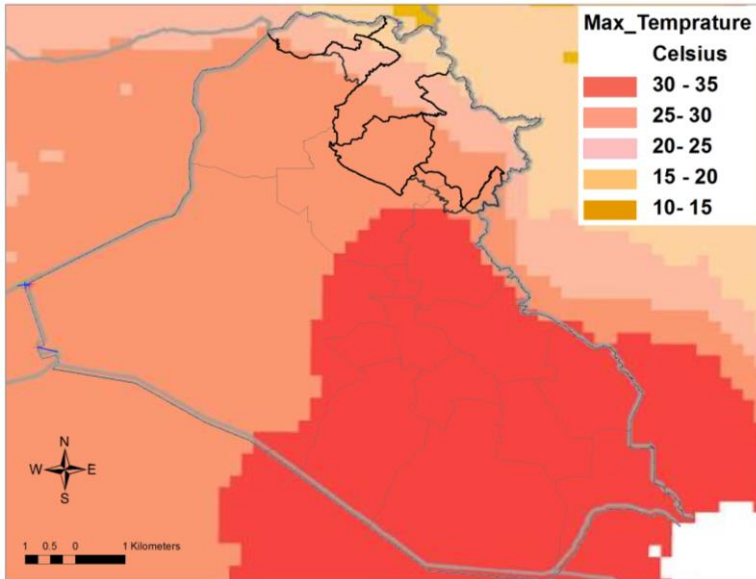 Max_Temprature
Celsius
30 - 35
25- 30
20- 25
15 - 20
10- 15
N
W E
S
1 0.5 0 1 Kilometers